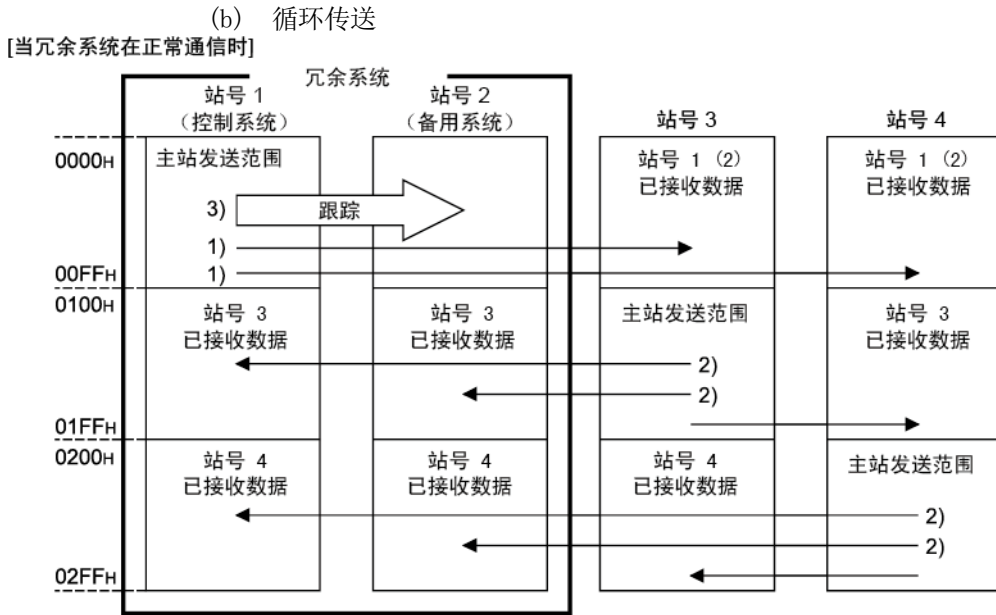 (b) 循环传送
[当冗余系统在正常通信时]
冗余系统
站号 1
（控制系统）
站号 2
（备用系统）
站号 3
站号 4
0000H
主站发送范围
站号 1（2）
已接收数据
站号 1（2）
已接收数据
3)
跟踪
1)
1)
00FFH
0100H
站号 3
已接收数据
站号 3
已接收数据
主站发送范围
站号 3
已接收数据
2)
2)
01FFH
0200H
站号 4
已接收数据
站号 4
已接收数据
站号 4
已接收数据
主站发送范围
2)
2)
02FFH